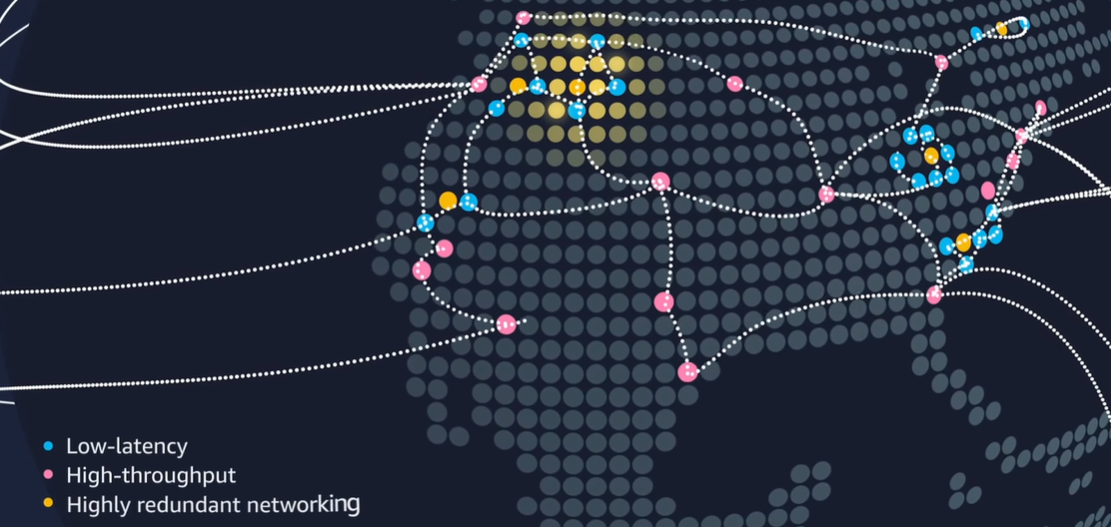 Low-latency
High-throughput
Highly redundant networking